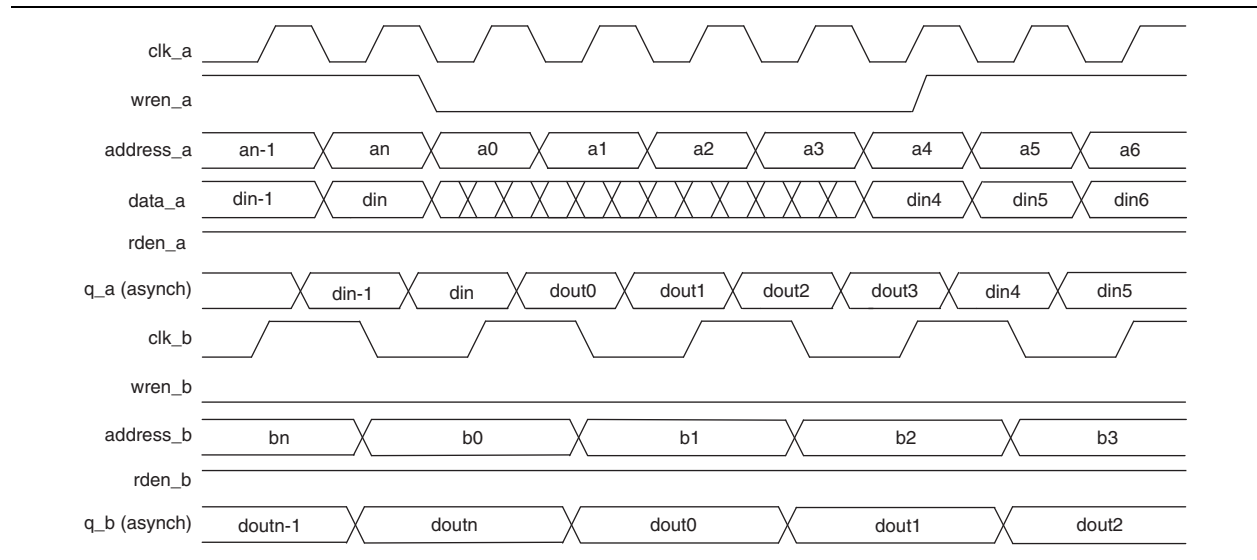 clk_a
wren_a
address_a an-1 an a0 a1 a2 a3 a4 a5 a6
data_a din-1 din din4 din5 din6
rden_a
q_a (asynch) din-1 din dout0 dout1 dout2 dout3 din4 din5
clk_b
wren_b
address_b bn b0 b1 b2 b3
rden_b
q_b (asynch) doutn-1 doutn dout0 dout1 dout2